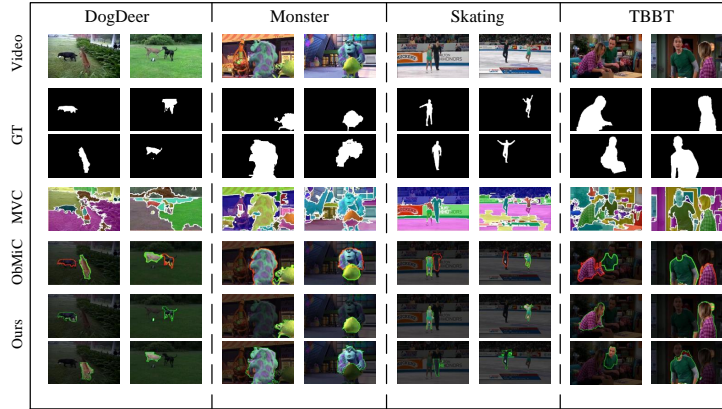 DogDeer Monster Skating TBBT
Video
GT
MVC
ObMiC
Ours